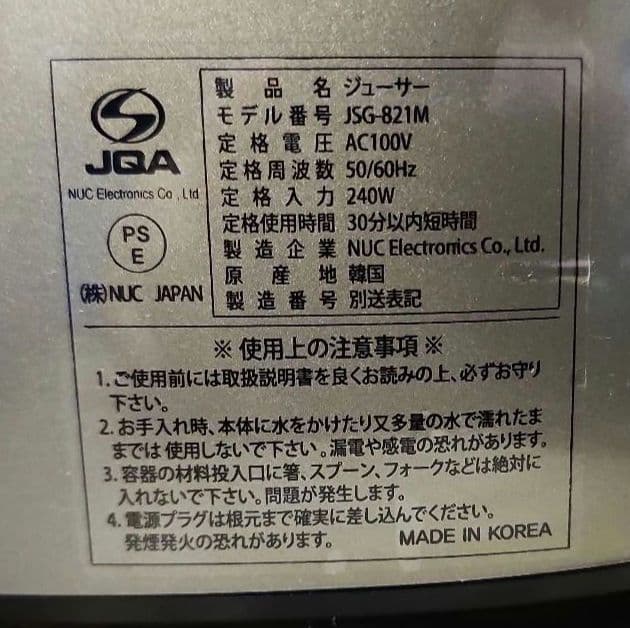 JQA
NUC Electronics Co., Ltd
PS
E
(株)NUC JAPAN
製品名 ジューサー
モデル番号 JSG-821M
定格電圧 AC100V
定格周波数 50/60Hz
定格入力 240W
定格使用時間 30分以内短時間
製造企業 NUC Electronics Co., Ltd.
原産地 韓国
製造番号 別送表記
※ 使用上の注意事項 ※
1. ご使用前には取扱説明書を良くお読みの上、必ずお守り
下さい。
2. お手入れ時、本体に水をかけたり又多量の水で濡れたま
までは 使用しないで下さい。漏電や感電の恐れがあります。
3. 容器の材料投入口に箸、スプーン、フォークなどは絶対に
入れないで下さい。問題が発生します。
4. 電源プラグは根元まで確実に差し込んでください。
発煙発火の恐れがあります。
MADE IN KOREA